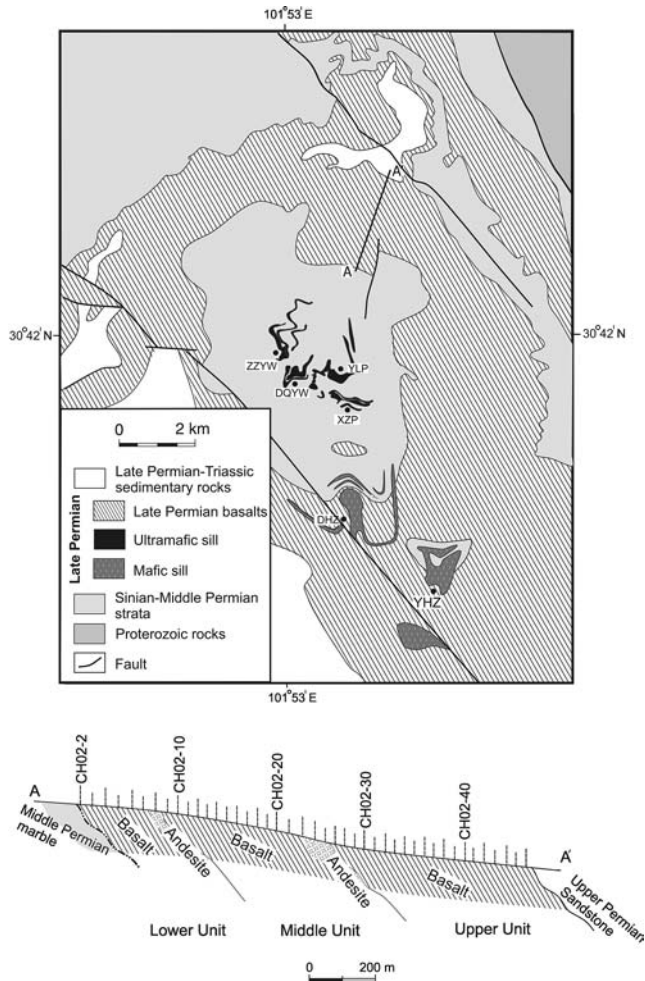 101°53′ E
A′
A
30°42′ N
30°42′ N
ZZYW
YLP
DQYW
XZP
DHZ
YHZ
0 2 km
Late Permian-Triassic
sedimentary rocks
Late Permian
Late Permian basalts
Ultramafic sill
Mafic sill
Sinian-Middle Permian
strata
Proterozoic rocks
Fault
101°53′ E
CH02-2
CH02-10
CH02-20
CH02-30
CH02-40
A
A′
Middle Permian
marble
Basalt
Andesite
Basalt
Andesite
Basalt
Upper Permian
Sandstone
Lower Unit
Middle Unit
Upper Unit
0 200 m